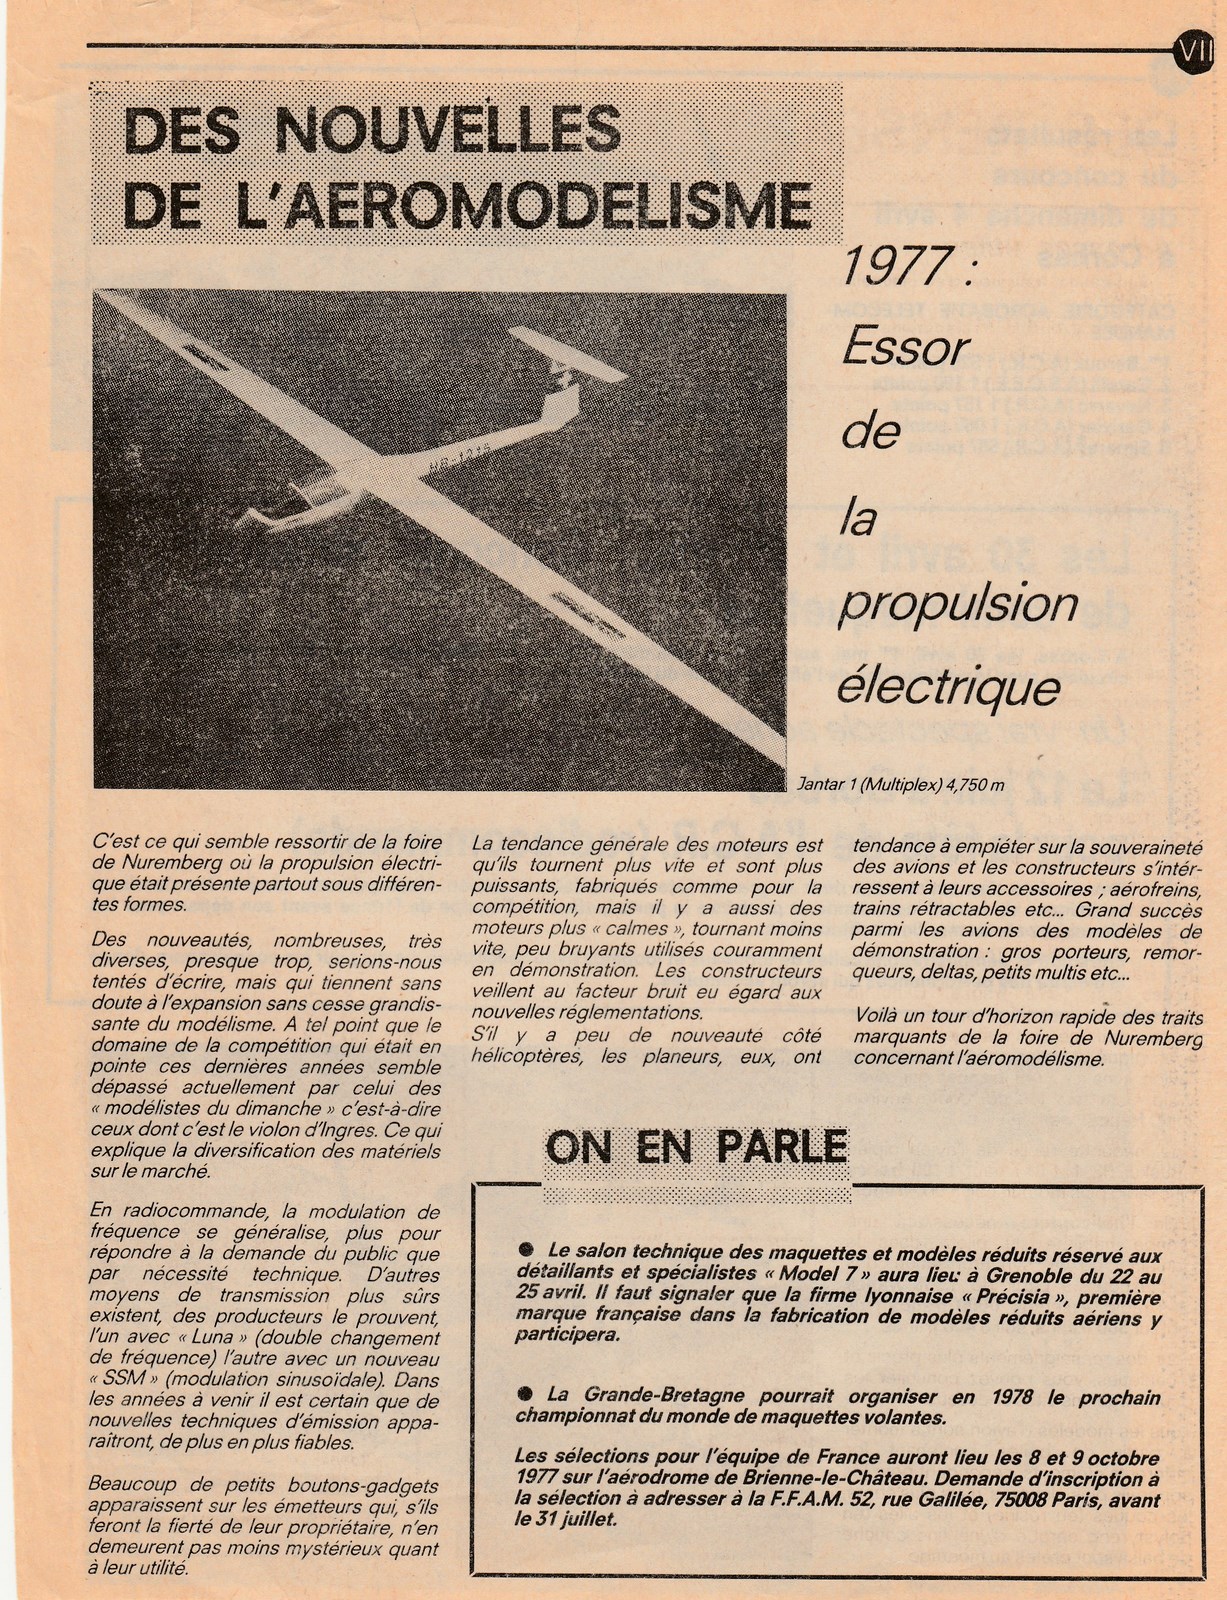 VII
DES NOUVELLES
DE L'AEROMODELISME
1977 :
Essor
de
la
propulsion
électrique
HB-1215
Jantar 1 (Multiplex) 4,750 m
C'est ce qui semble ressortir de la foire
de Nuremberg où la propulsion électri-
que était présente partout sous différen-
tes formes.
Des nouveautés, nombreuses, très
diverses, presque trop, serions-nous
tentés d'écrire, mais qui tiennent sans
doute à l'expansion sans cesse grandis-
sante du modélisme. A tel point que le
domaine de la compétition qui était en
pointe ces dernières années semble
dépassé actuellement par celui des
« modélistes du dimanche » c'est-à-dire
ceux dont c'est le violon d'Ingres. Ce qui
explique la diversification des matériels
sur le marché.
En radiocommande, la modulation de
fréquence se généralise, plus pour
répondre à la demande du public que
par nécessité technique. D'autres
moyens de transmission plus sûrs
existent, des producteurs le prouvent,
l'un avec « Luna » (double changement
de fréquence) l'autre avec un nouveau
« SSM » (modulation sinusoïdale). Dans
les années à venir il est certain que de
nouvelles techniques d'émission appa-
raîtront, de plus en plus fiables.
Beaucoup de petits boutons-gadgets
apparaissent sur les émetteurs qui, s'ils
feront la fierté de leur propriétaire, n'en
demeurent pas moins mystérieux quant
à leur utilité.
La tendance générale des moteurs est
qu'ils tournent plus vite et sont plus
puissants, fabriqués comme pour la
compétition, mais il y a aussi des
moteurs plus « calmes », tournant moins
vite, peu bruyants utilisés couramment
en démonstration. Les constructeurs
veillent au facteur bruit eu égard aux
nouvelles réglementations.
S'il y a peu de nouveauté côté
hélicoptères, les planeurs, eux, ont
tendance à empiéter sur la souveraineté
des avions et les constructeurs s'intér-
ressent à leurs accessoires ; aérofreins,
trains rétractables etc... Grand succès
parmi les avions des modèles de
démonstration : gros porteurs, remor-
queurs, deltas, petits multis etc...
Voilà un tour d'horizon rapide des traits
marquants de la foire de Nuremberg
concernant l'aéromodélisme.
ON EN PARLE
● Le salon technique des maquettes et modèles réduits réservé aux
détaillants et spécialistes « Model 7 » aura lieu à Grenoble du 22 au
25 avril. Il faut signaler que la firme lyonnaise « Précisia », première
marque française dans la fabrication de modèles réduits aériens y
participera.
● La Grande-Bretagne pourrait organiser en 1978 le prochain
championnat du monde de maquettes volantes.
Les sélections pour l'équipe de France auront lieu les 8 et 9 octobre
1977 sur l'aérodrome de Brienne-le-Château. Demande d'inscription à
la sélection à adresser à la F.F.A.M. 52, rue Galilée, 75008 Paris, avant
le 31 juillet.